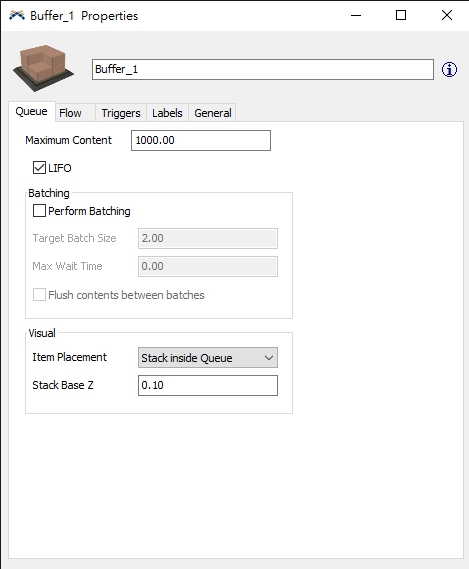 Buffer_1 Properties
Buffer_1
Queue Flow Triggers Labels General
Maximum Content 1000.00
LIFO
Batching
Perform Batching
Target Batch Size 2.00
Max Wait Time 0.00
Flush contents between batches
Visual
Item Placement Stack inside Queue
Stack Base Z 0.10